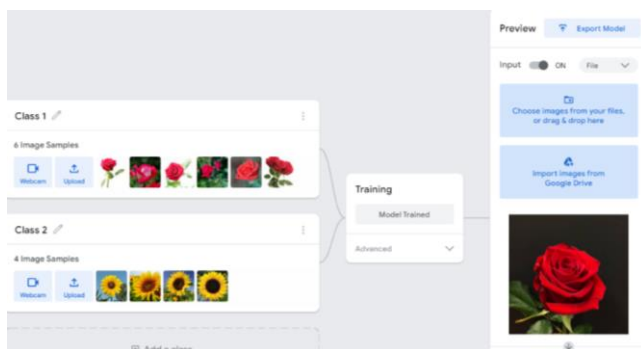 Preview
Export Model
Input
ON
File
Choose images from your files,
or drag & drop here
Import images from
Google Drive
Class 1
6 Image Samples
Webcam
Upload
Training
Model Trained
Advanced
Class 2
4 Image Samples
Webcam
Upload
Add a class